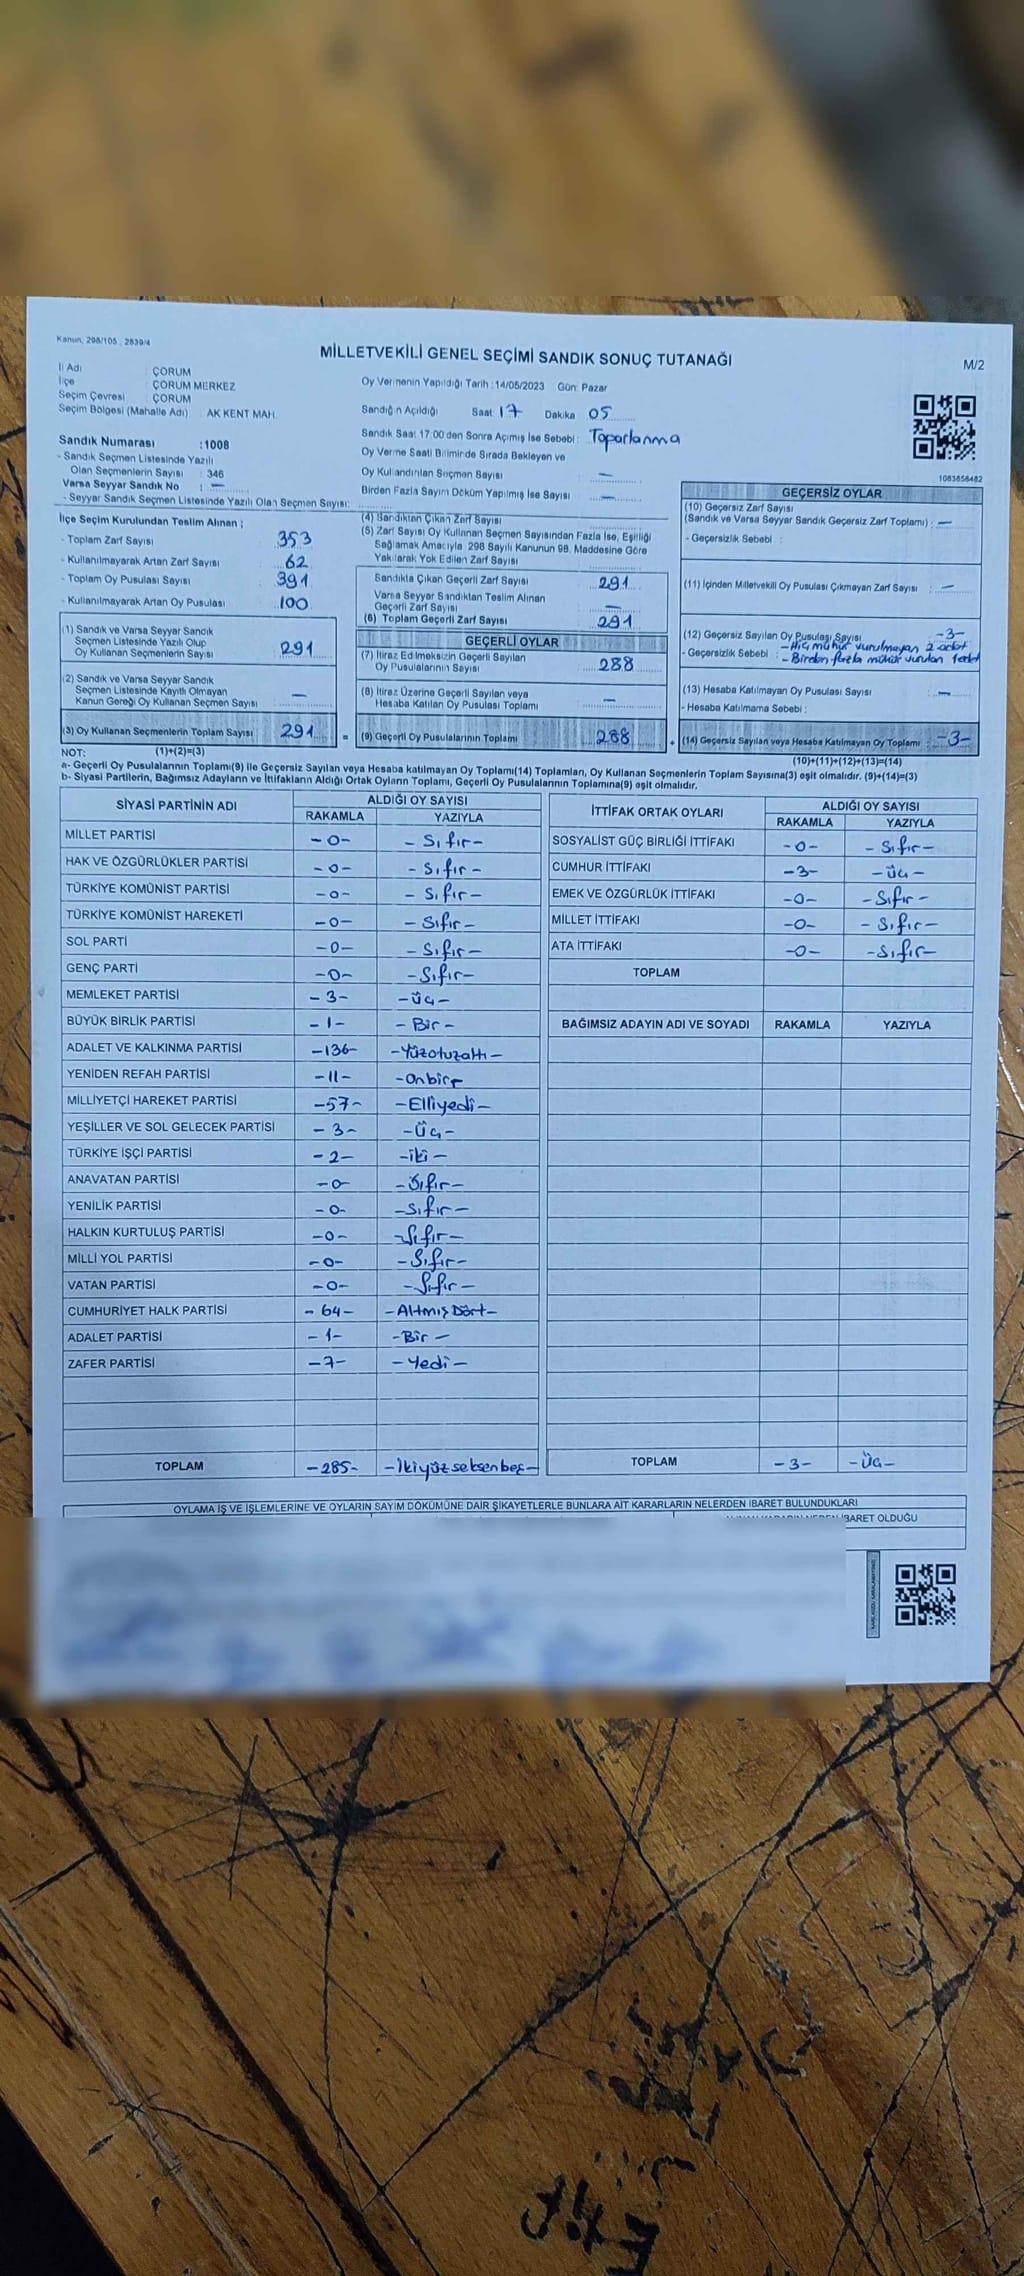 Kanun, 298/105 , 2839/4
MİLLETVEKİLİ GENEL SEÇİMİ SANDIK SONUÇ TUTANAĞI
M/2
İl Adı : ÇORUM
İlçe : ÇORUM MERKEZ
Seçim Çevresi : ÇORUM
Seçim Bölgesi (Mahalle Adı) : AK KENT MAH.
Oy Vermenin Yapıldığı Tarih :14/05/2023 Gün: Pazar
Sandığın Açıldığı Saat 17 Dakika 05
Sandık Saat 17:00'den Sonra Açımış İse Sebebi : Toparlanma
Oy Verme Saati Bitiminde Sırada Bekleyen ve
Oy Kullandırılan Seçmen Sayısı : —
Birden Fazla Sayım Döküm Yapılmış İse Sayısı : —
1083858482
Sandık Numarası :1008
- Sandık Seçmen Listesinde Yazılı
Olan Seçmenlerin Sayısı : 346
Varsa Seyyar Sandık No : —
- Seyyar Sandık Seçmen Listesinde Yazılı Olan Seçmen Sayısı:
İlçe Seçim Kurulundan Teslim Alınan ;
- Toplam Zarf Sayısı : 353
- Kullanılmayarak Artan Zarf Sayısı : 62
- Toplam Oy Pusulası Sayısı : 391
- Kullanılmayarak Artan Oy Pusulası : 100
(1) Sandık ve Varsa Seyyar Sandık
Seçmen Listesinde Yazılı Olup
Oy Kullanan Seçmenlerin Sayısı : 291
(2) Sandık ve Varsa Seyyar Sandık
Seçmen Listesinde Kayıtlı Olmayan
Kanun Gereği Oy Kullanan Seçmen Sayısı : —
(3) Oy Kullanan Seçmenlerin Toplam Sayısı : 291 =
(4) Sandıktan Çıkan Zarf Sayısı
(5) Zarf Sayısı Oy Kullanan Seçmen Sayısından Fazla İse, Eşitliği
Sağlamak Amacıyla 298 Sayılı Kanunun 98. Maddesine Göre
Yakılarak Yok Edilen Zarf Sayısı :
Sandıkta Çıkan Geçerli Zarf Sayısı : 291
Varsa Seyyar Sandıktan Teslim Alınan
Geçerli Zarf Sayısı : —
(6) Toplam Geçerli Zarf Sayısı : 291
GEÇERLİ OYLAR
(7) İtiraz Edilmeksizin Geçerli Sayılan
Oy Pusulalarının Sayısı : 288
(8) İtiraz Üzerine Geçerli Sayılan veya
Hesaba Katılan Oy Pusulası Toplamı : —
(9) Geçerli Oy Pusulalarının Toplamı : 288 +
GEÇERSİZ OYLAR
(10) Geçersiz Zarf Sayısı
(Sandık ve Varsa Seyyar Sandık Geçersiz Zarf Toplamı) : —
- Geçersizlik Sebebi :
(11) İçinden Milletvekili Oy Pusulası Çıkmayan Zarf Sayısı : —
(12) Geçersiz Sayılan Oy Pusulası Sayısı : -3-
- Geçersizlik Sebebi : -Hiç mühür vurulmayan 2 adet
-Birden fazla mühür vurulan 1 adet
(13) Hesaba Katılmayan Oy Pusulası Sayısı : —
- Hesaba Katılmama Sebebi :
(14) Geçersiz Sayılan veya Hesaba Katılmayan Oy Toplamı : -3-
NOT: (1)+(2)=(3)
(10)+(11)+(12)+(13)=(14)
a- Geçerli Oy Pusulalarının Toplamı(9) ile Geçersiz Sayılan veya Hesaba katılmayan Oy Toplamı(14) Toplamları, Oy Kullanan Seçmenlerin Toplam Sayısına(3) eşit olmalıdır. (9)+(14)=(3)
b- Siyasi Partilerin, Bağımsız Adayların ve İttifakların Aldığı Ortak Oyların Toplamı, Geçerli Oy Pusulalarının Toplamına(9) eşit olmalıdır.
SİYASİ PARTİNİN ADI ALDIĞI OY SAYISI
RAKAMLA YAZIYLA
MİLLET PARTİSİ -0- -Sıfır-
HAK VE ÖZGÜRLÜKLER PARTİSİ -0- -Sıfır-
TÜRKİYE KOMÜNİST PARTİSİ -0- -Sıfır-
TÜRKİYE KOMÜNİST HAREKETİ -0- -Sıfır-
SOL PARTİ -0- -Sıfır-
GENÇ PARTİ -0- -Sıfır-
MEMLEKET PARTİSİ -3- -Üç-
BÜYÜK BİRLİK PARTİSİ -1- -Bir-
ADALET VE KALKINMA PARTİSİ -136- -Yüzotuzaltı-
YENİDEN REFAH PARTİSİ -11- -Onbir-
MİLLİYETÇİ HAREKET PARTİSİ -57- -Elliyedi-
YEŞİLLER VE SOL GELECEK PARTİSİ -3- -Üç-
TÜRKİYE İŞÇİ PARTİSİ -2- -iki-
ANAVATAN PARTİSİ -0- -Sıfır-
YENİLİK PARTİSİ -0- -Sıfır-
HALKIN KURTULUŞ PARTİSİ -0- -Sıfır-
MİLLİ YOL PARTİSİ -0- -Sıfır-
VATAN PARTİSİ -0- -Sıfır-
CUMHURİYET HALK PARTİSİ -64- -Altmış Dört-
ADALET PARTİSİ -1- -Bir-
ZAFER PARTİSİ -7- -Yedi-
TOPLAM -285- -İkiyüz seksenbeş-
İTTİFAK ORTAK OYLARI ALDIĞI OY SAYISI
RAKAMLA YAZIYLA
SOSYALİST GÜÇ BİRLİĞİ İTTİFAKI -0- -Sıfır-
CUMHUR İTTİFAKI -3- -Üç-
EMEK VE ÖZGÜRLÜK İTTİFAKI -0- -Sıfır-
MİLLET İTTİFAKI -0- -Sıfır-
ATA İTTİFAKI -0- -Sıfır-
TOPLAM
BAĞIMSIZ ADAYIN ADI VE SOYADI RAKAMLA YAZIYLA
TOPLAM -3- -Üç-
OYLAMA İŞ VE İŞLEMLERİNE VE OYLARIN SAYIM DÖKÜMÜNE DAİR ŞİKAYETLERLE BUNLARA AİT KARARLARIN NELERDEN İBARET BULUNDUKLARI
İBARET OLDUĞU